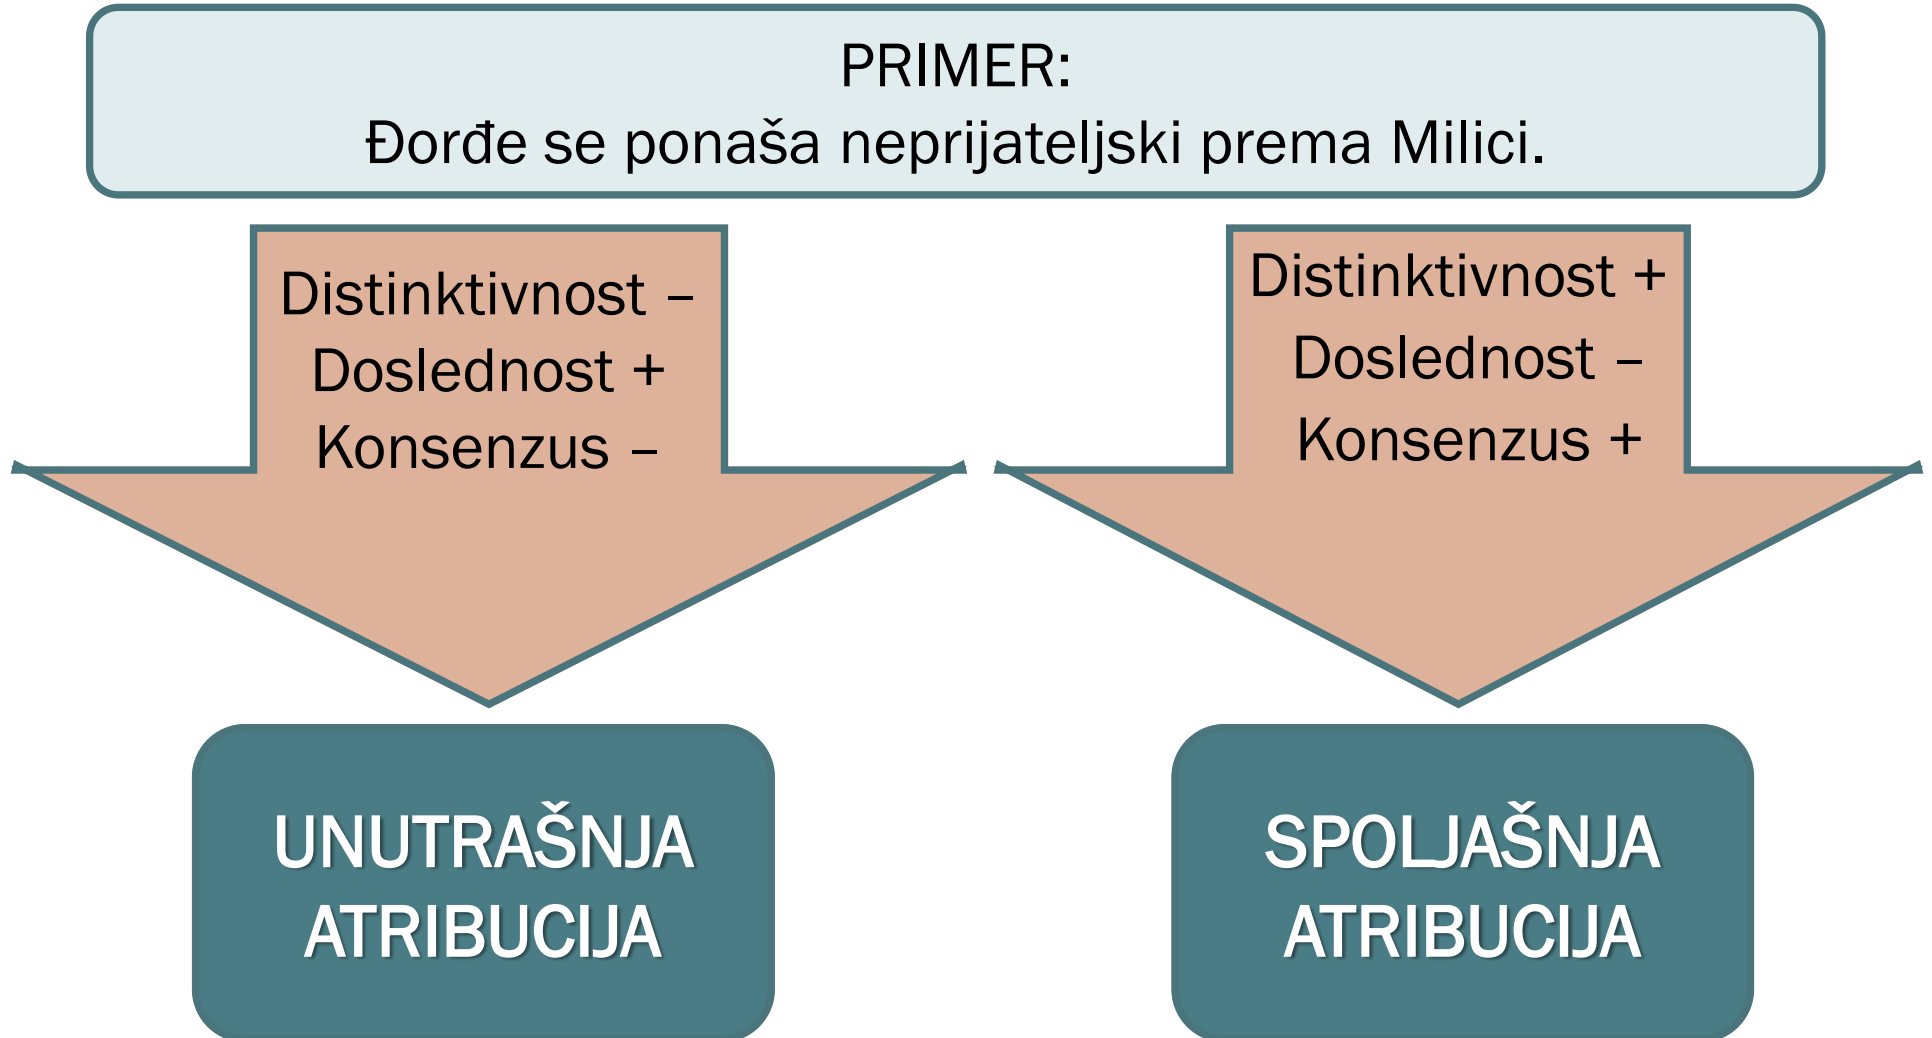 PRIMER:
Đorđe se ponaša neprijateljski prema Milici.
Distinktivnost –
Doslednost +
Konsenzus –
Distinktivnost +
Doslednost –
Konsenzus +
UNUTRAŠNJA
ATRIBUCIJA
SPOLJAŠNJA
ATRIBUCIJA